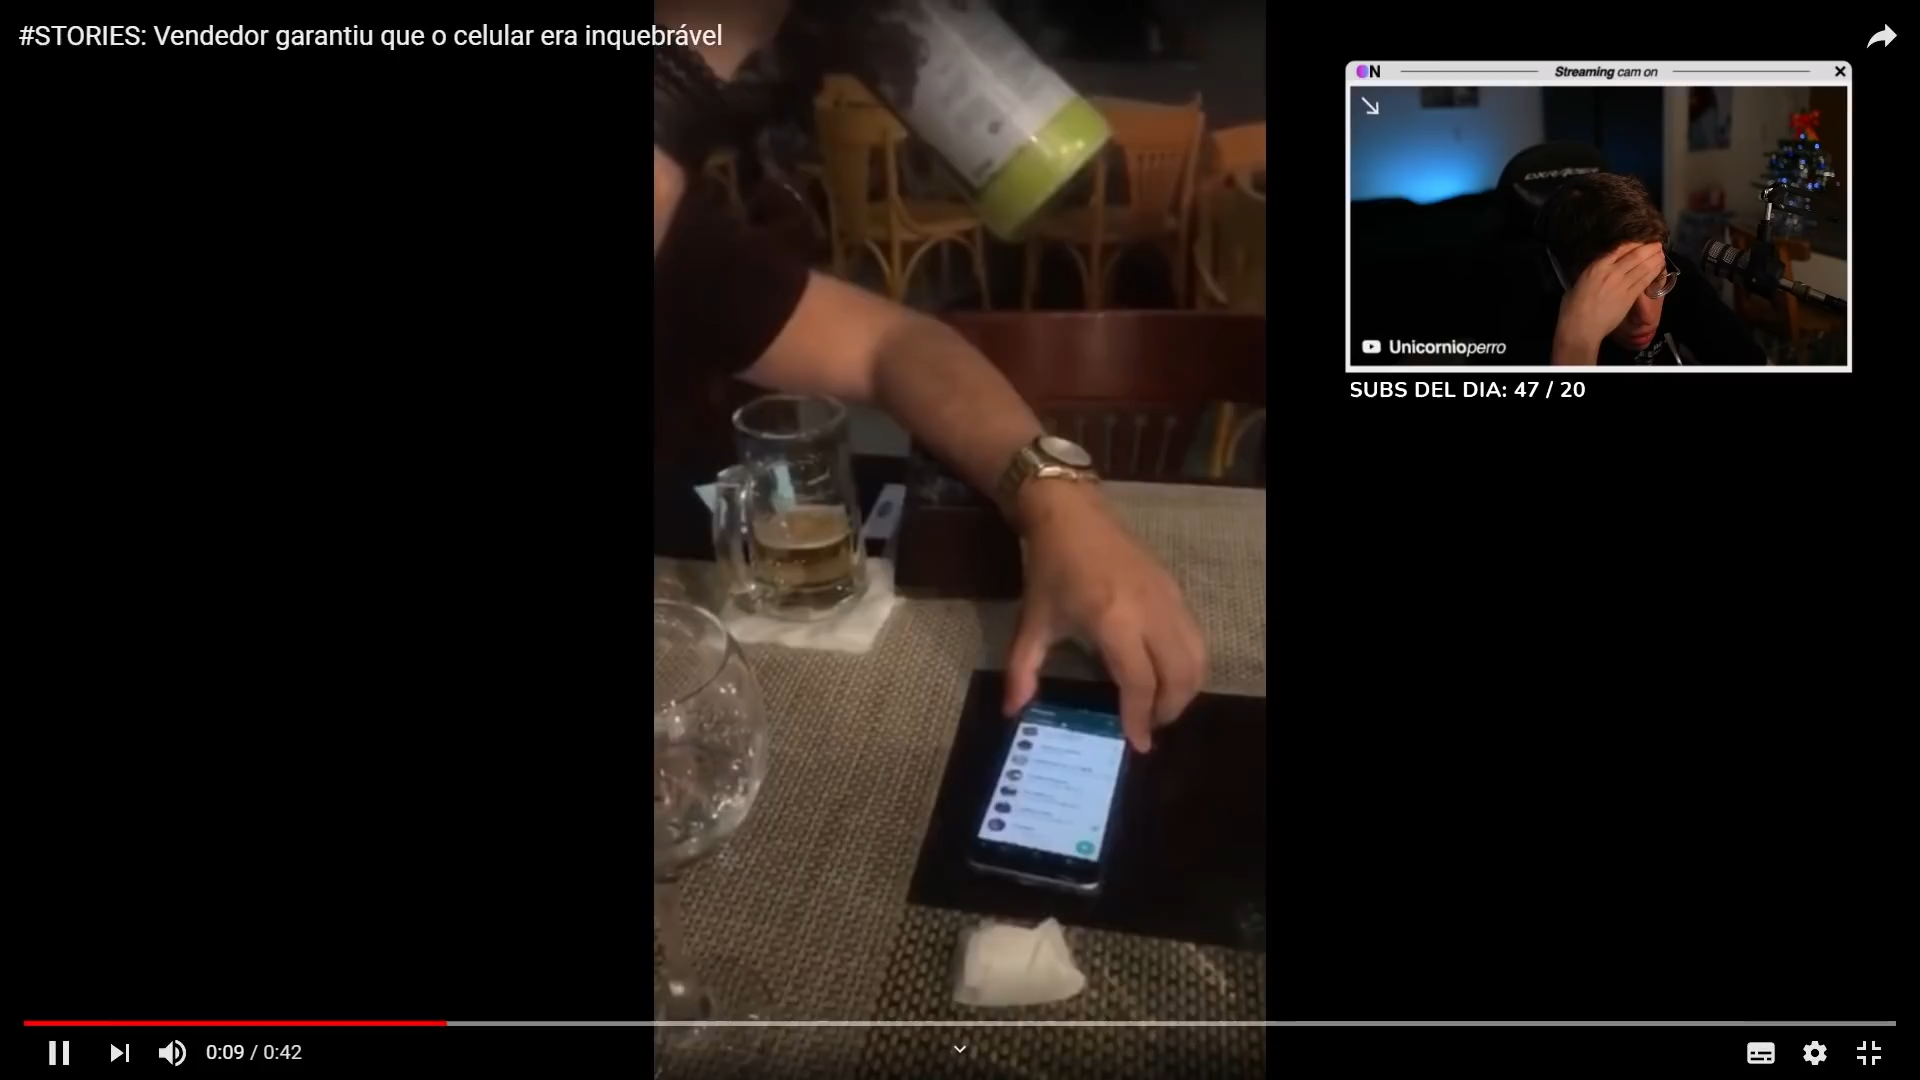 #STORIES: Vendedor garantiu que o celular era inquebrável
ON
Streaming cam on
Unicornioperro
SUBS DEL DIA: 47 / 20
0:09 / 0:42